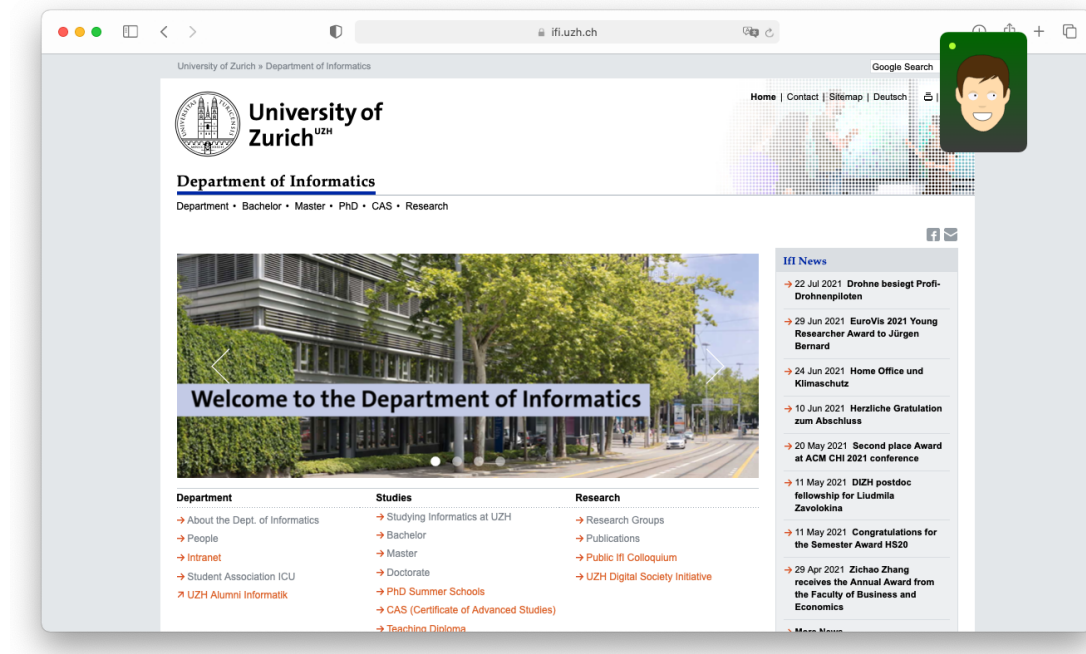 ifi.uzh.ch
University of Zurich » Department of Informatics
Google Search
Home | Contact | Sitemap | Deutsch
University of
Zurich UZH
Department of Informatics
Department • Bachelor • Master • PhD • CAS • Research
Welcome to the Department of Informatics
Department
→ About the Dept. of Informatics
→ People
→ Intranet
→ Student Association ICU
↗ UZH Alumni Informatik
Studies
→ Studying Informatics at UZH
→ Bachelor
→ Master
→ Doctorate
→ PhD Summer Schools
→ CAS (Certificate of Advanced Studies)
→ Teaching Diploma
Research
→ Research Groups
→ Publications
→ Public IfI Colloquium
→ UZH Digital Society Initiative
IfI News
→ 22 Jul 2021 Drohne besiegt Profi-
Drohnenpiloten
→ 29 Jun 2021 EuroVis 2021 Young
Researcher Award to Jürgen
Bernard
→ 24 Jun 2021 Home Office und
Klimaschutz
→ 10 Jun 2021 Herzliche Gratulation
zum Abschluss
→ 20 May 2021 Second place Award
at ACM CHI 2021 conference
→ 11 May 2021 DIZH postdoc
fellowship for Liudmila
Zavolokina
→ 11 May 2021 Congratulations for
the Semester Award HS20
→ 29 Apr 2021 Zichao Zhang
receives the Annual Award from
the Faculty of Business and
Economics
→ More News